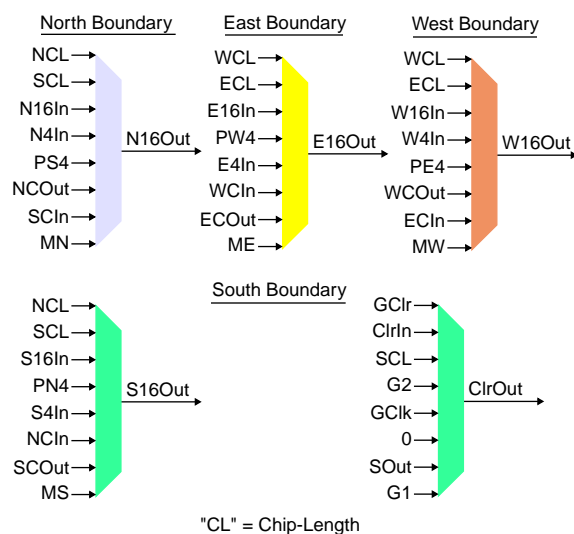 North Boundary
NCL
SCL
N16In
N4In
PS4
NCOut
SCIn
MN
N16Out
East Boundary
WCL
ECL
E16In
PW4
E4In
WCIn
ECOut
ME
E16Out
West Boundary
WCL
ECL
W16In
W4In
PE4
WCOut
ECIn
MW
W16Out
South Boundary
NCL
SCL
S16In
PN4
S4In
NCIn
SCOut
MS
S16Out
GClr
ClrIn
SCL
G2
GClk
0
SOut
G1
ClrOut
"CL" = Chip-Length